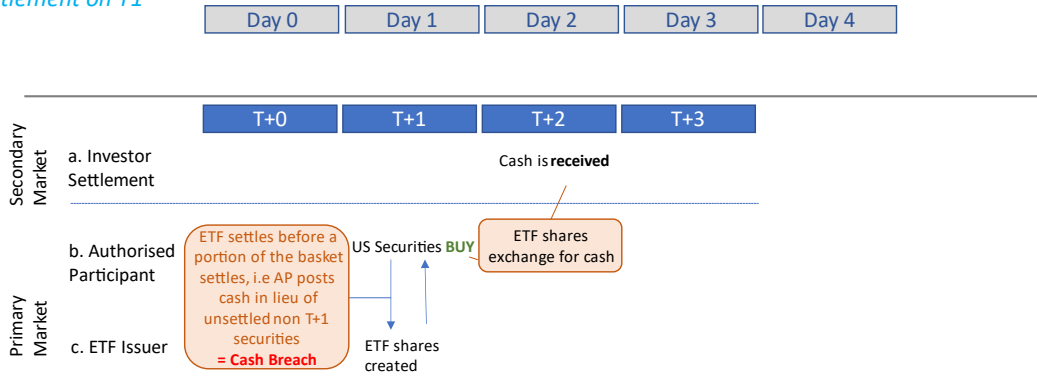 tlement on T1
Day 0 Day 1 Day 2 Day 3 Day 4
T+0 T+1 T+2 T+3
Secondary
Market
a. Investor
Settlement
Cash is received
b. Authorised
Participant
ETF settles before a
portion of the basket
settles, i.e AP posts
cash in lieu of
unsettled non T+1
securities
= Cash Breach
US Securities BUY
ETF shares
exchange for cash
Primary
Market
c. ETF Issuer
ETF shares
created